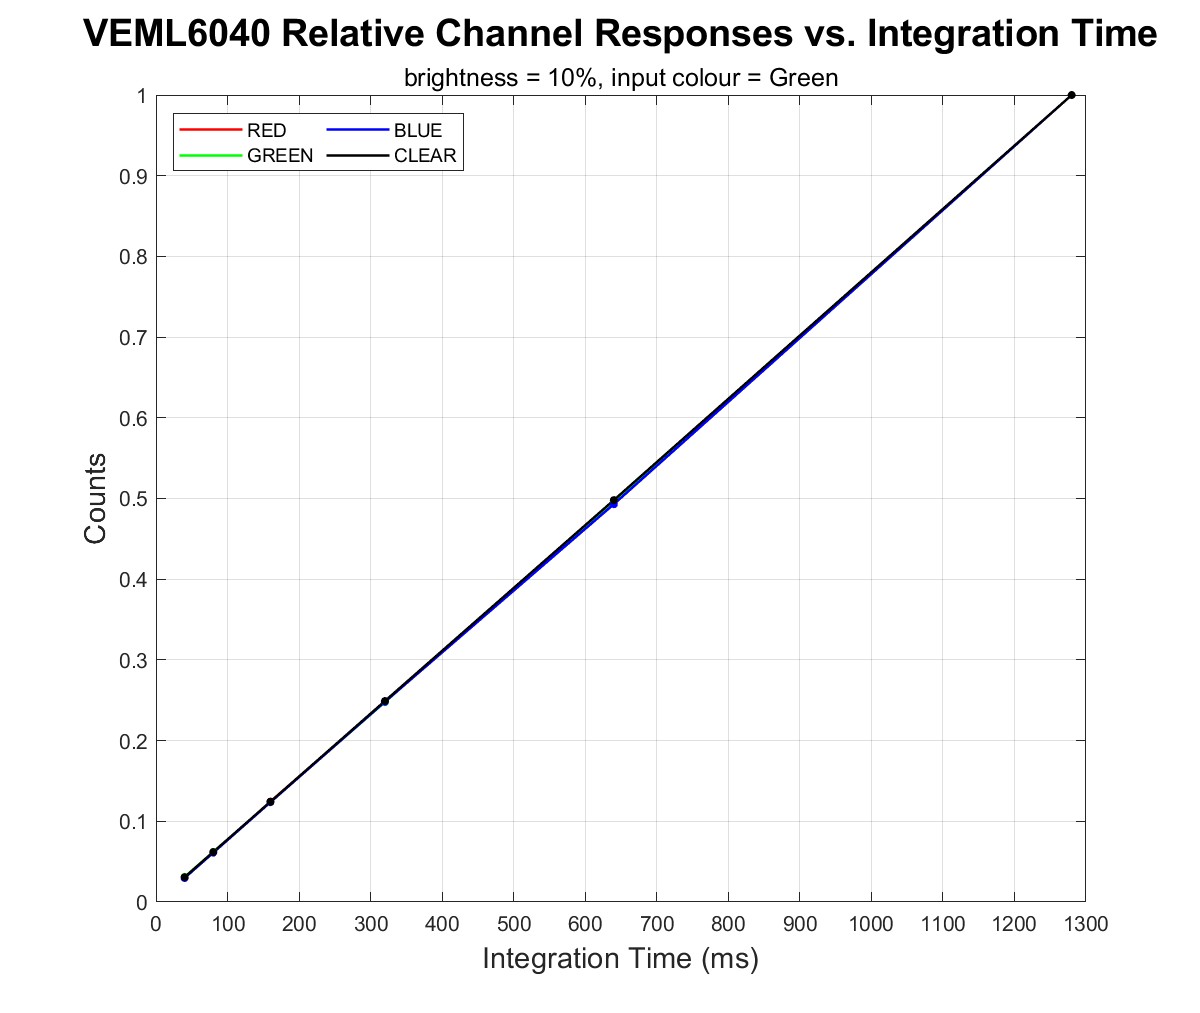 VEML6040 Relative Channel Responses vs. Integration Time
brightness = 10%, input colour = Green
1
RED BLUE
GREEN CLEAR
0.9
0.8
0.7
0.6
0.5
Counts
0.4
0.3
0.2
0.1
0
0 100 200 300 400 500 600 700 800 900 1000 1100 1200 1300
Integration Time (ms)